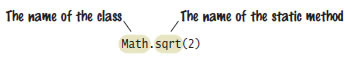 The name of the class The name of the static method
Math.sqrt(2)